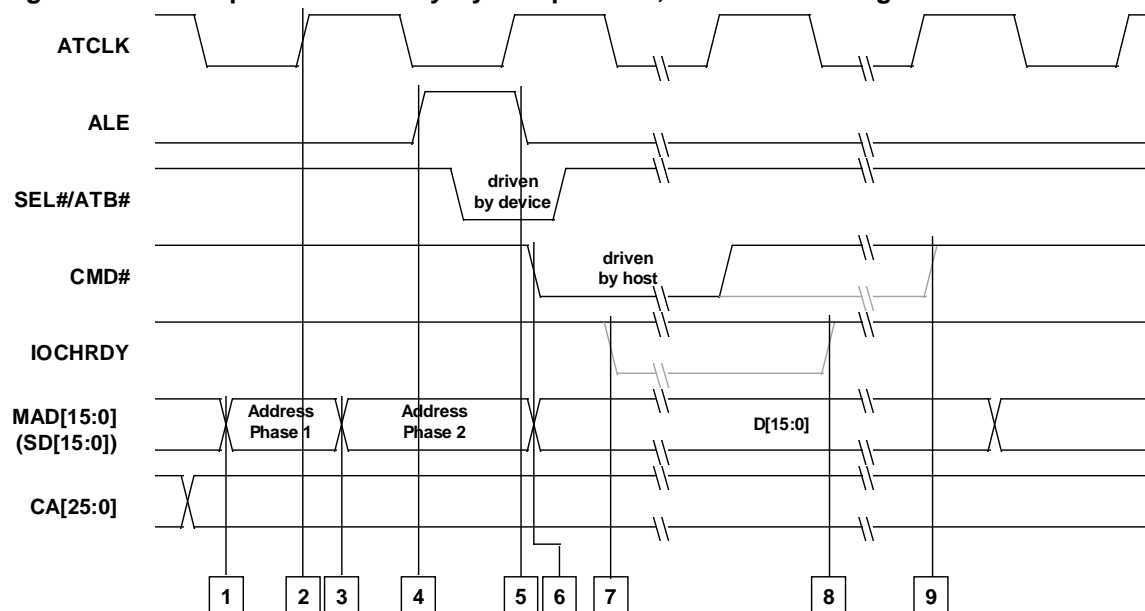 ATCLK
ALE
SEL#/ATB#
driven
by device
CMD#
driven
by host
IOCHRDY
MAD[15:0]
(SD[15:0])
Address
Phase 1
Address
Phase 2
D[15:0]
CA[25:0]
1 2 3 4 5 6 7 8 9